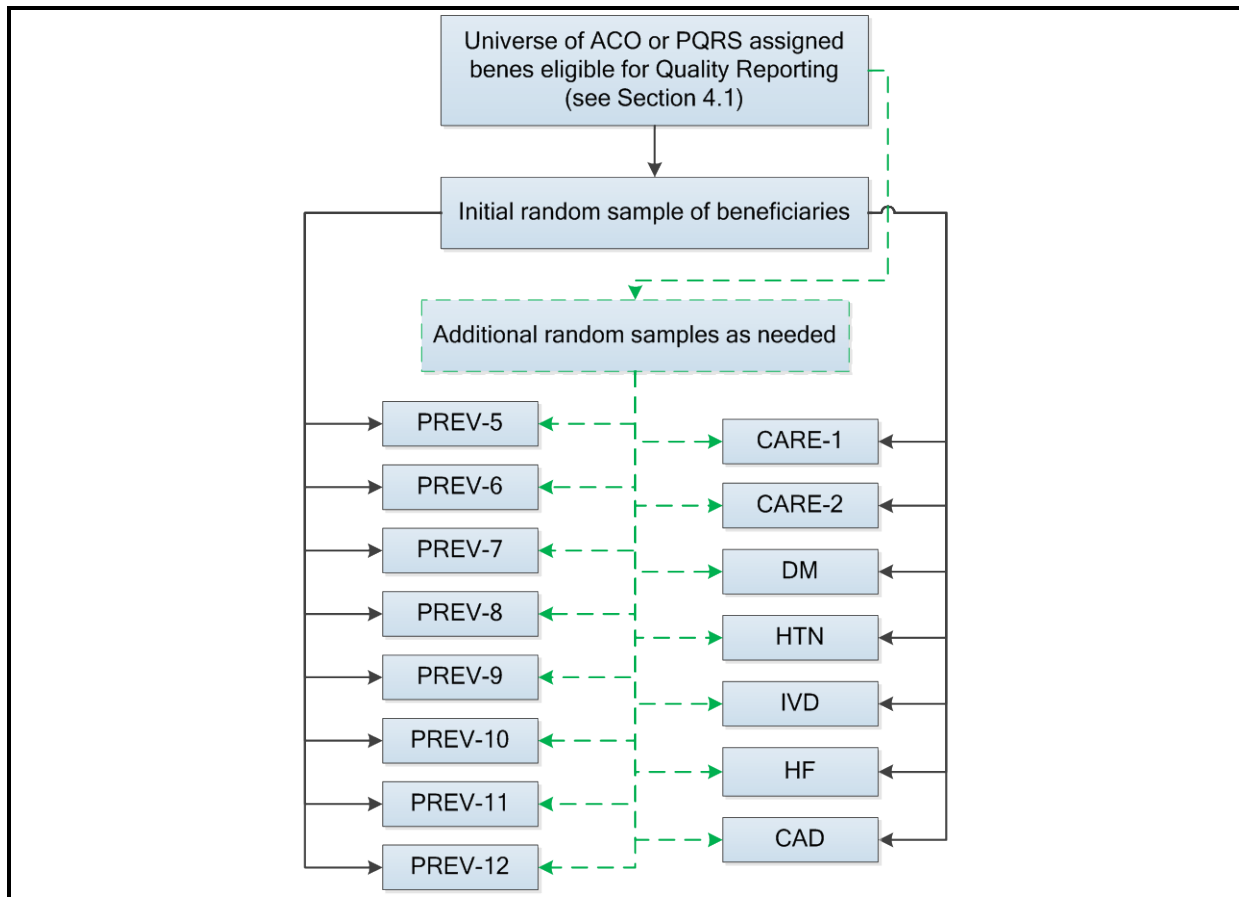 Universe of ACO or PQRS assigned
benes eligible for Quality Reporting
(see Section 4.1)
Initial random sample of beneficiaries
Additional random samples as needed
PREV-5
PREV-6
PREV-7
PREV-8
PREV-9
PREV-10
PREV-11
PREV-12
CARE-1
CARE-2
DM
HTN
IVD
HF
CAD